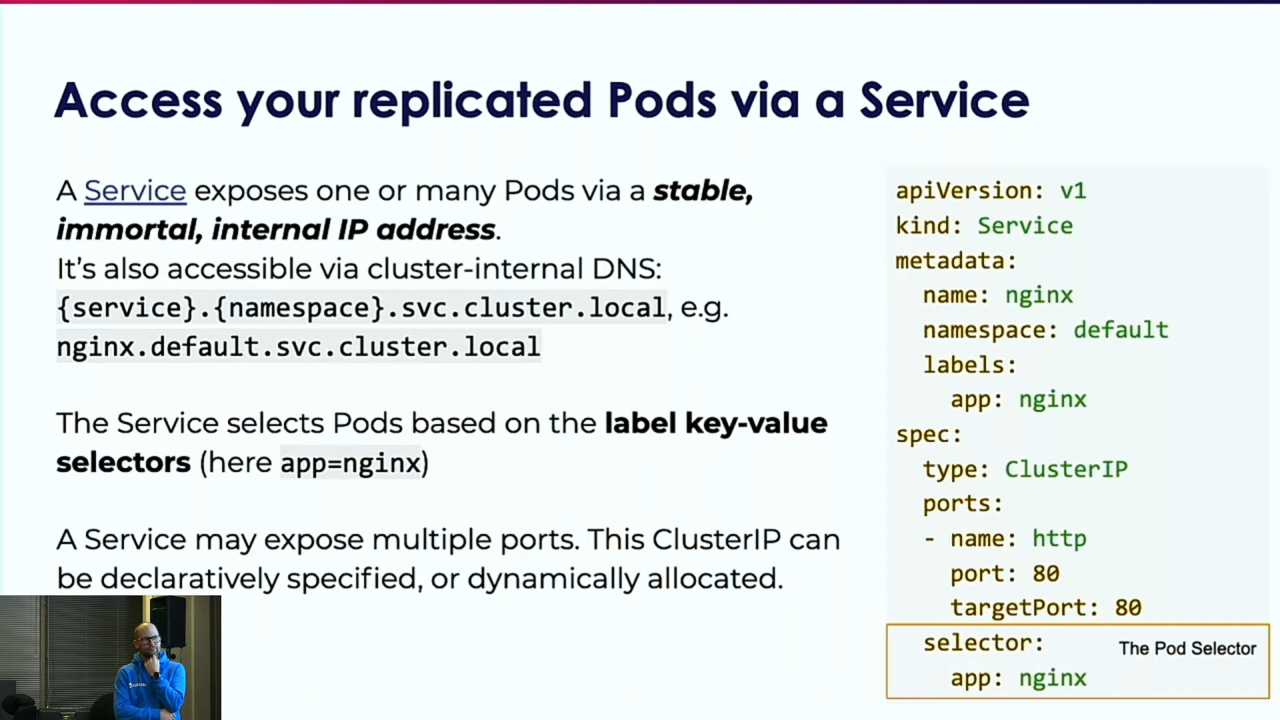 Access your replicated Pods via a Service
A Service exposes one or many Pods via a stable,
immortal, internal IP address.
It's also accessible via cluster-internal DNS:
{service}.{namespace}.svc.cluster.local, e.g.
nginx.default.svc.cluster.local
The Service selects Pods based on the label key-value
selectors (here app=nginx)
A Service may expose multiple ports. This ClusterIP can
be declaratively specified, or dynamically allocated.
apiVersion: v1
kind: Service
metadata:
  name: nginx
  namespace: default
  labels:
    app: nginx
spec:
  type: ClusterIP
  ports:
  - name: http
    port: 80
    targetPort: 80
  selector:
    app: nginx
The Pod Selector